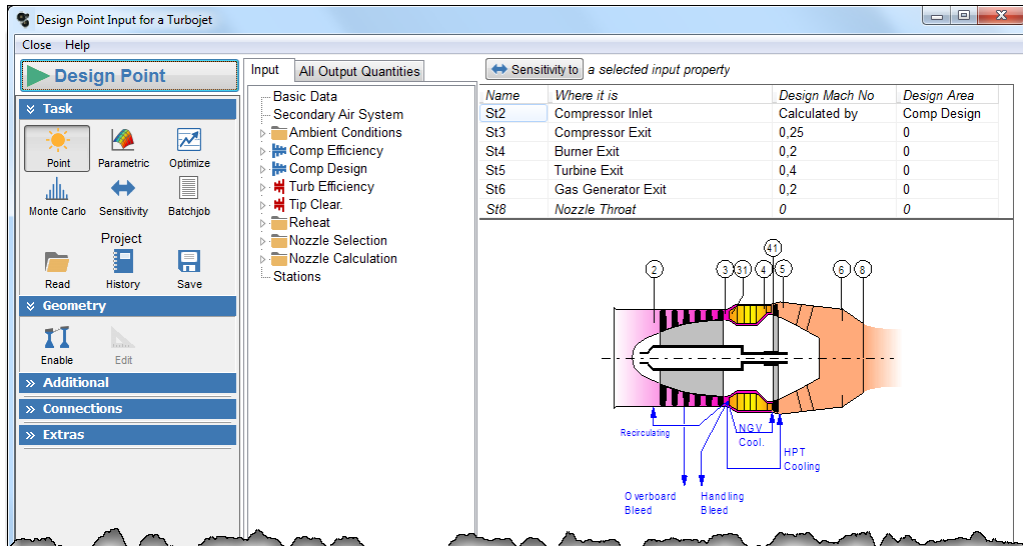 Design Point Input for a Turbojet
Close Help
Design Point
Task
Point Parametric Optimize
Monte Carlo Sensitivity Batchjob
Project
Read History Save
Geometry
Enable Edit
Additional
Connections
Extras
Input All Output Quantities
Basic Data
Secondary Air System
Ambient Conditions
Comp Efficiency
Comp Design
Turb Efficiency
Tip Clear.
Reheat
Nozzle Selection
Nozzle Calculation
Stations
Sensitivity to a selected input property
Name Where it is Design Mach No Design Area
St2 Compressor Inlet Calculated by Comp Design
St3 Compressor Exit 0,25 0
St4 Burner Exit 0,2 0
St5 Turbine Exit 0,4 0
St6 Gas Generator Exit 0,2 0
St8 Nozzle Throat 0 0
41
2 3 31 4 5 6 8
Recirculating
NGV
Cool.
HPT
Cooling
Overboard
Bleed
Handling
Bleed